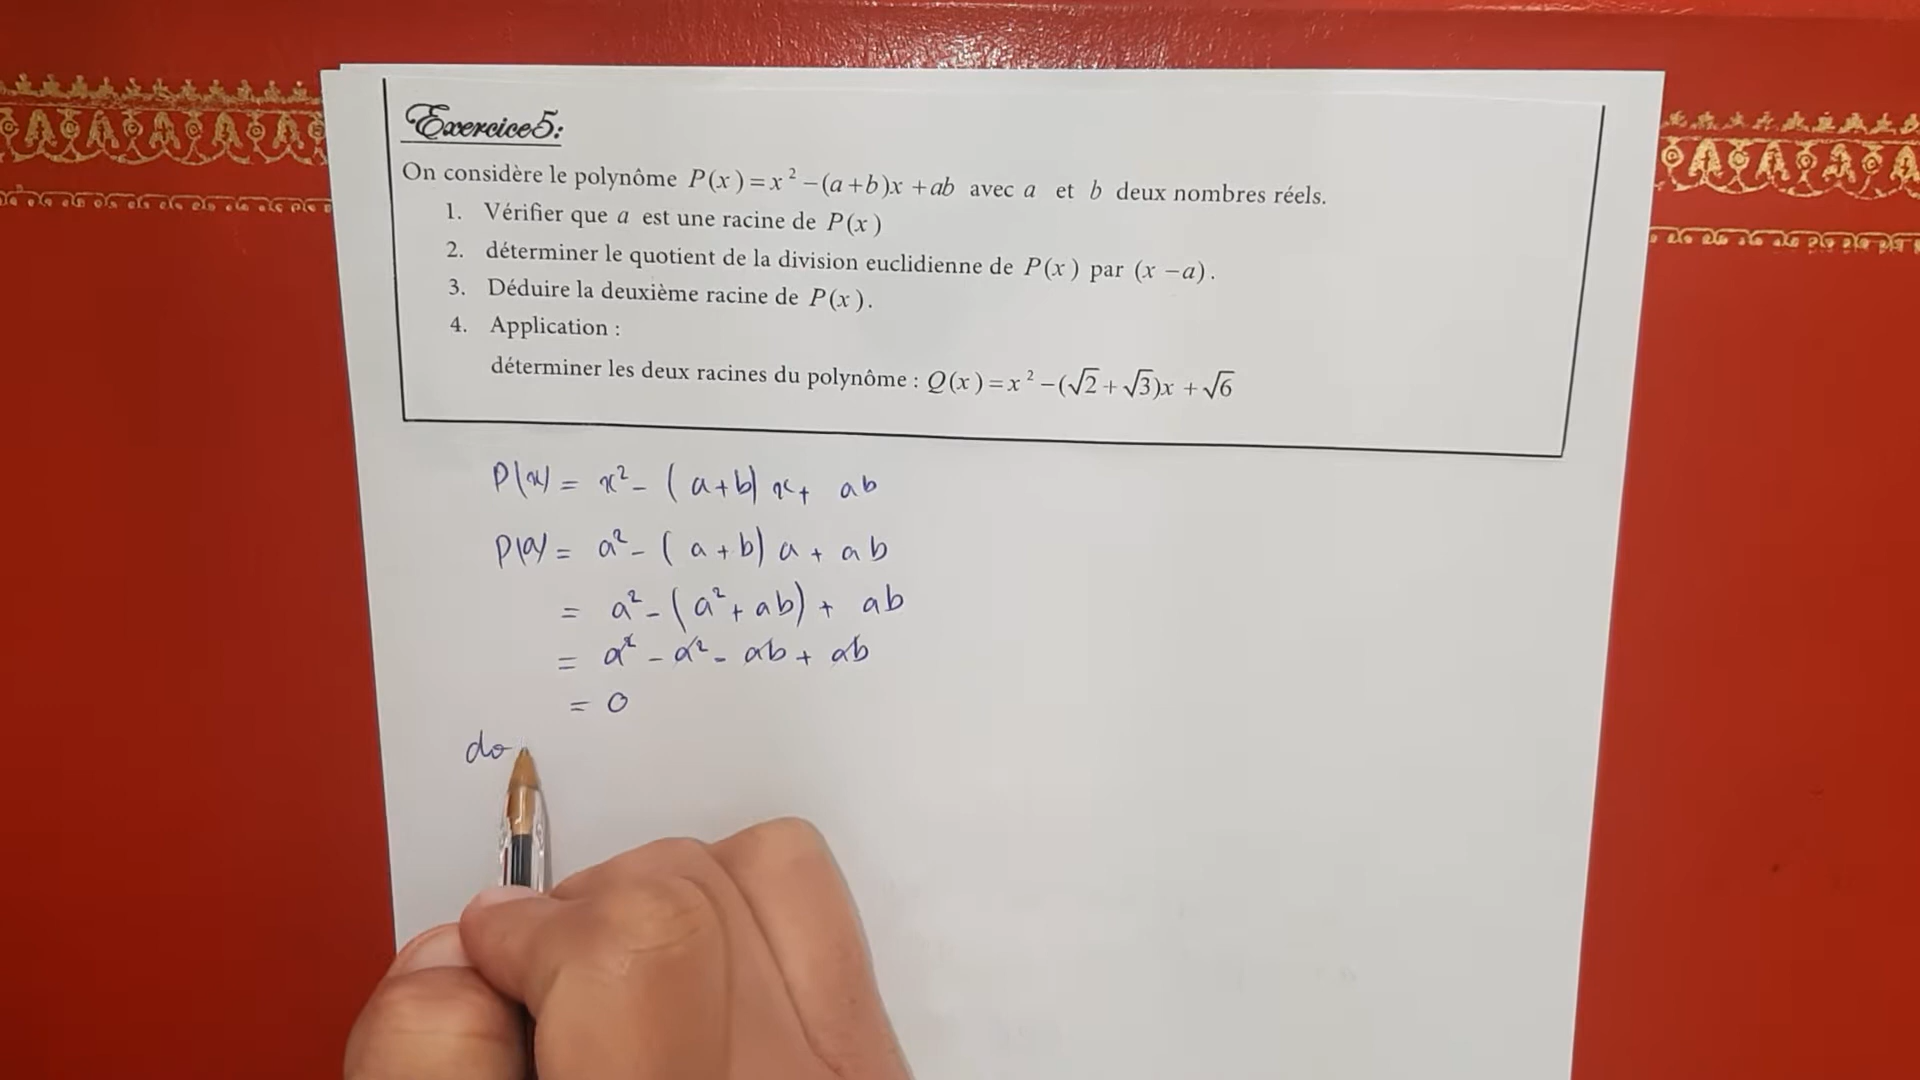 Exercice5:
On considère le polynôme P(x)=x²−(a+b)x+ab avec a et b deux nombres réels.
1. Vérifier que a est une racine de P(x)
2. déterminer le quotient de la division euclidienne de P(x) par (x−a).
3. Déduire la deuxième racine de P(x).
4. Application :
déterminer les deux racines du polynôme : Q(x)=x²−(√2+√3)x+√6
P(x) = x² - (a+b) x + ab
P(a) = a² - (a+b) a + ab
= a² - (a² + ab) + ab
= a² - a² - ab + ab
= 0
do